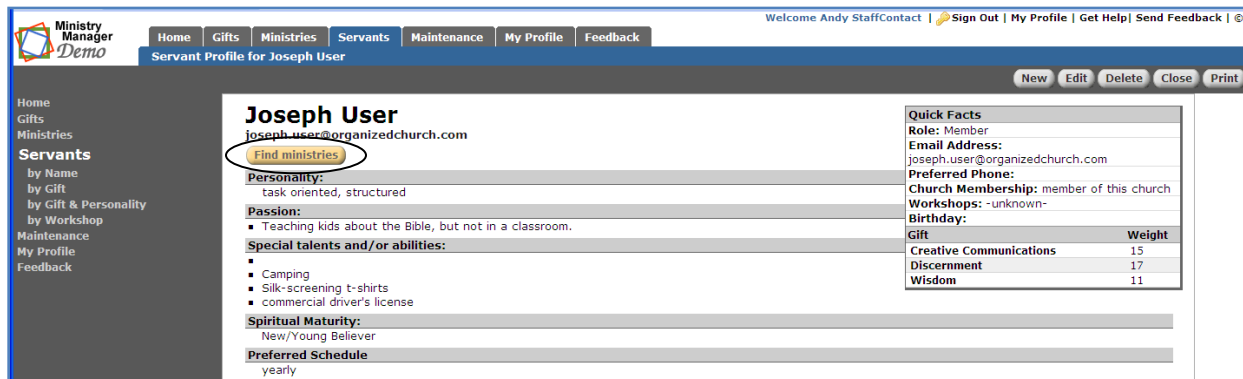 Welcome Andy StaffContact | Sign Out | My Profile | Get Help| Send Feedback | ©
Ministry
Manager
Demo
Home Gifts Ministries Servants Maintenance My Profile Feedback
Servant Profile for Joseph User
New Edit Delete Close Print
Home
Gifts
Ministries
Servants
by Name
by Gift
by Gift & Personality
by Workshop
Maintenance
My Profile
Feedback
Joseph User
joseph.user@organizedchurch.com
Find ministries
Personality:
task oriented, structured
Passion:
▪ Teaching kids about the Bible, but not in a classroom.
Special talents and/or abilities:
▪
▪ Camping
▪ Silk-screening t-shirts
▪ commercial driver's license
Spiritual Maturity:
New/Young Believer
Preferred Schedule
yearly
Quick Facts
Role: Member
Email Address:
joseph.user@organizedchurch.com
Preferred Phone:
Church Membership: member of this church
Workshops: -unknown-
Birthday:
Gift Weight
Creative Communications 15
Discernment 17
Wisdom 11